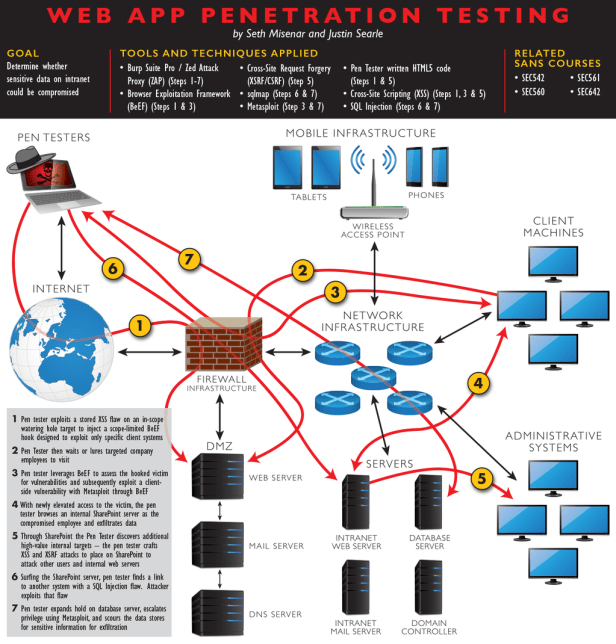 WEB APP PENETRATION TESTING
by Seth Misenar and Justin Searle
GOAL
Determine whether
sensitive data on intranet
could be compromised
TOOLS AND TECHNIQUES APPLIED
• Burp Suite Pro / Zed Attack
Proxy (ZAP) (Steps 1-7)
• Browser Exploitation Framework
(BeEF) (Steps 1 & 3)
• Cross-Site Request Forgery
(XSRF/CSRF) (Step 5)
• sqlmap (Steps 6 & 7)
• Metasploit (Step 3 & 7)
• Pen Tester written HTML5 code
(Steps 1 & 5)
• Cross-Site Scripting (XSS) (Steps 1, 3 & 5)
• SQL Injection (Steps 6 & 7)
RELATED
SANS COURSES
• SEC542
• SEC560
• SEC561
• SEC642
PEN TESTERS
MOBILE INFRASTRUCTURE
TABLETS
PHONES
WIRELESS
ACCESS POINT
CLIENT
MACHINES
INTERNET
6
7
2
3
1
NETWORK
INFRASTRUCTURE
FIREWALL
INFRASTRUCTURE
4
1 Pen tester exploits a stored XSS flaw on an in-scope
watering hole target to inject a scope-limited BeEF
hook designed to exploit only specific client systems
2 Pen Tester then waits or lures targeted company
employees to visit
3 Pen tester leverages BeEF to assess the hooked victim
for vulnerabilities and subsequently exploit a client-
side vulnerability with Metasploit through BeEF
4 With newly elevated access to the victim, the pen
tester browses an internal SharePoint server as the
compromised employee and exfiltrates data
5 Through SharePoint the Pen Tester discovers additional
high-value internal targets – the pen tester crafts
XSS and XSRF attacks to place on SharePoint to
attack other users and internal web servers
6 Surfing the SharePoint server, pen tester finds a link
to another system with a SQL Injection flaw. Attacker
exploits that flaw
7 Pen tester expands hold on database server, escalates
privilege using Metasploit, and scours the data stores
for sensitive information for exfiltration
DMZ
WEB SERVER
MAIL SERVER
DNS SERVER
SERVERS
5
INTRANET
WEB SERVER
DATABASE
SERVER
INTRANET
MAIL SERVER
DOMAIN
CONTROLLER
ADMINISTRATIVE
SYSTEMS